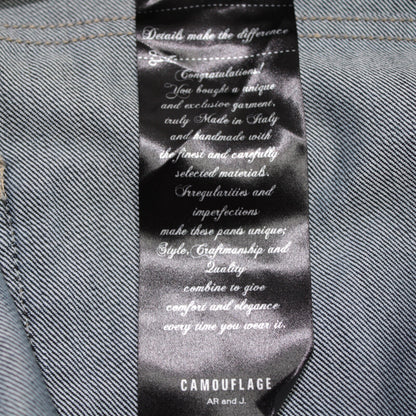 Details make the difference
Congratulations!
You bought a unique
and exclusive garment,
truly Made in Italy
and handmade with
the finest and carefully
selected materials.
Irregularities and
imperfections
make these pants unique;
Style, Craftmanship and
Quality
combine to give
comfort and elegance
every time you wear it.
CAMOUFLAGE
AR and J.